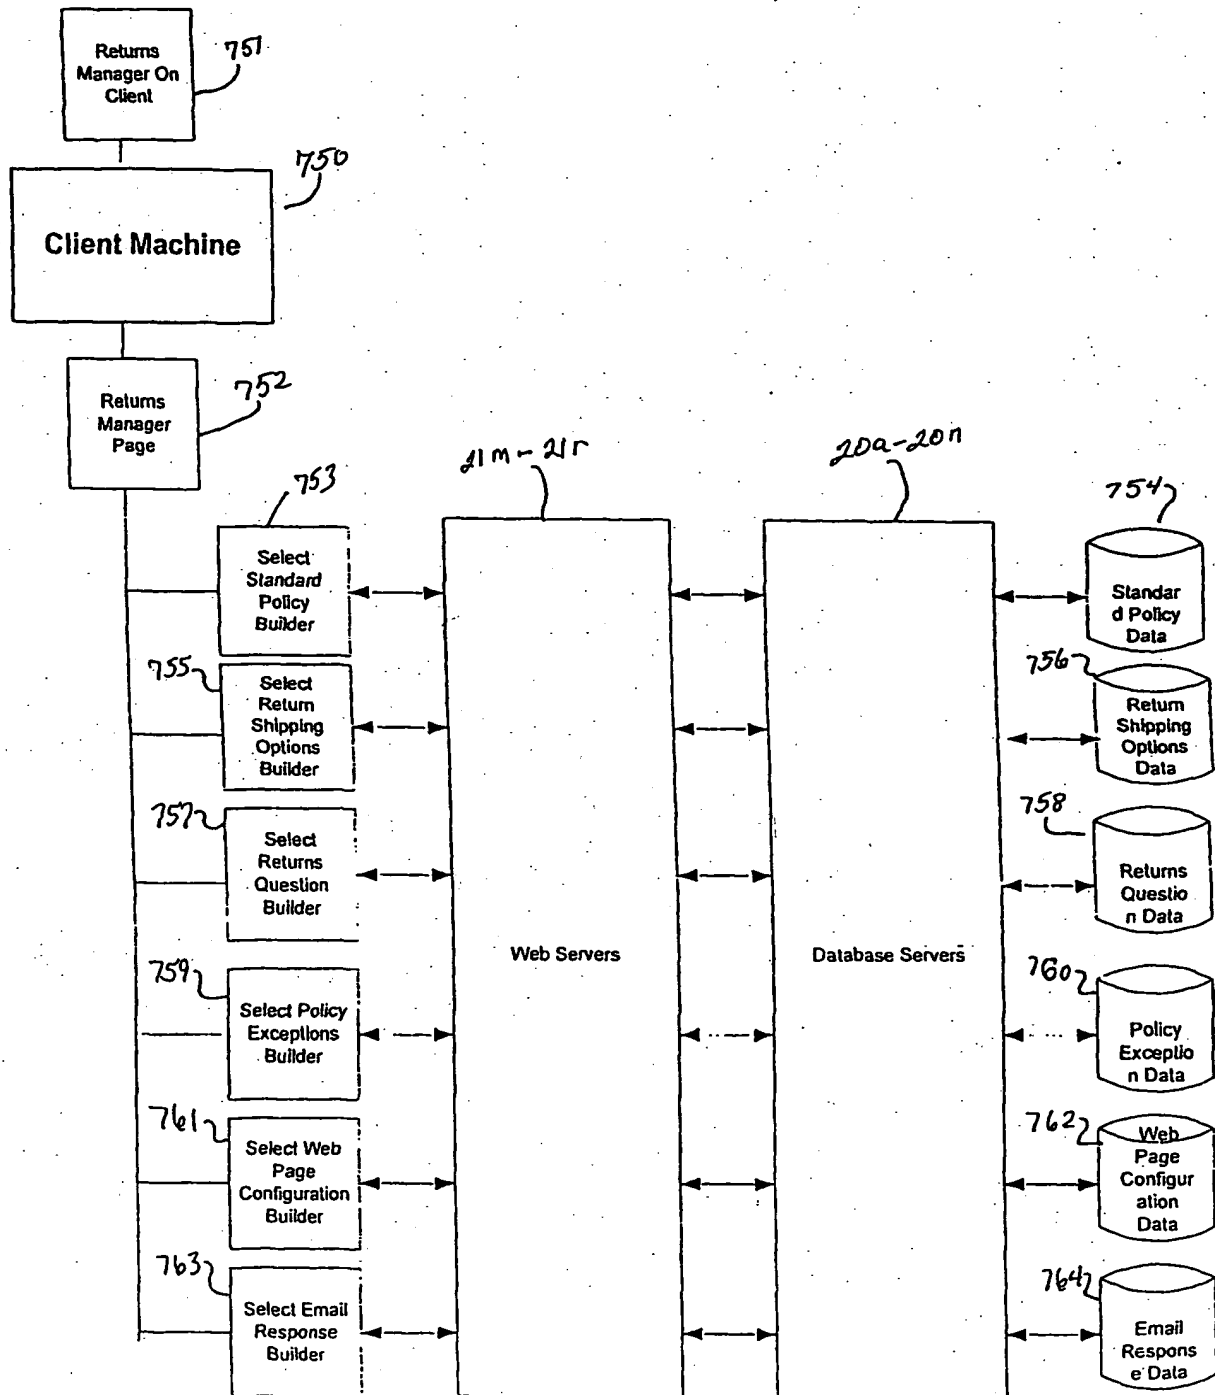 Returns
Manager On
Client
751
750
Client Machine
Returns
Manager
Page
752
21m-21r
20a-20n
753
754
Select
Standard
Policy
Builder
Standar
d Policy
Data
755
756
Select
Return
Shipping
Options
Builder
Return
Shipping
Options
Data
757
758
Select
Returns
Question
Builder
Returns
Questio
n Data
Web Servers
Database Servers
759
760
Select Policy
Exceptions
Builder
Policy
Exceptio
n Data
761
762
Select Web
Page
Configuration
Builder
Web
Page
Configur
ation
Data
763
764
Select Email
Response
Builder
Email
Respons
e Data